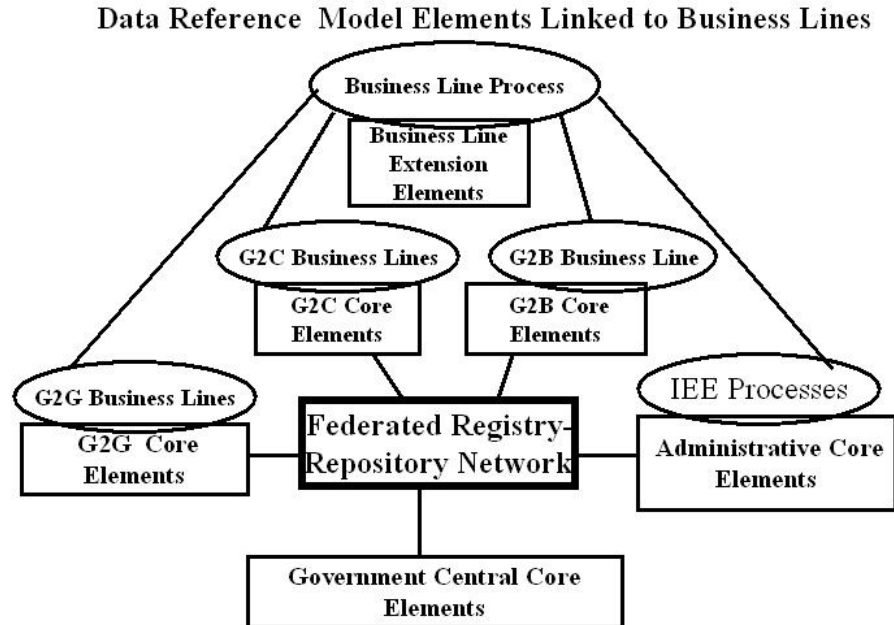 Data Reference Model Elements Linked to Business Lines
Business Line Process
Business Line
Extension
Elements
G2C Business Lines
G2B Business Line
G2C Core
Elements
G2B Core
Elements
G2G Business Lines
IEE Processes
G2G Core
Elements
Federated Registry-
Repository Network
Administrative Core
Elements
Government Central Core
Elements